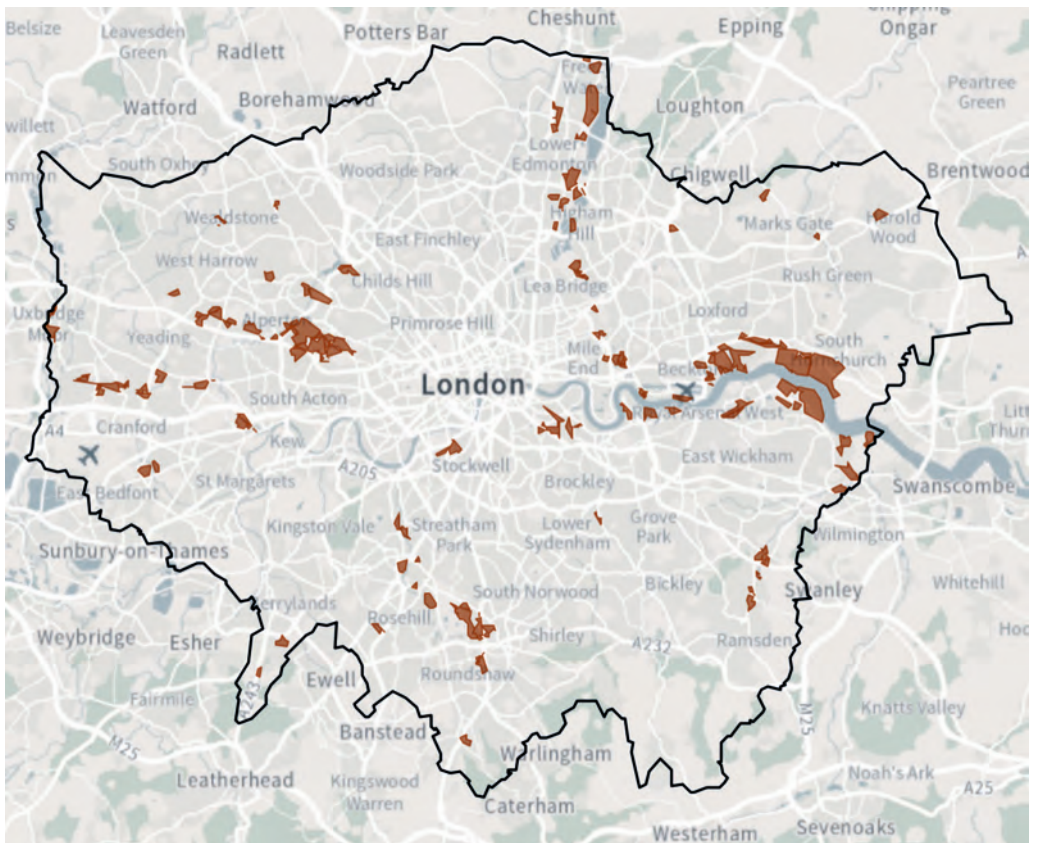 Cheshunt
Chipping
Ongar
Epping
Belsize
Leavesden
Green
Potters Bar
Radlett
Peartree
Green
Watford
Borehamwood
Loughton
Lower
Edmonton
South Oxhey
Woodside Park
Chigwell
Brentwood
Wealdstone
Higham
Hill
Marks Gate
Harold
Wood
East Finchley
West Harrow
Childs Hill
Lea Bridge
Rush Green
Uxbridge
Moor
Yeading
Alperton
Primrose Hill
Loxford
South
Hornchurch
Mile
End
London
South Acton
Royal Arsenal West
A4
Cranford
Kew
A205
Stockwell
East Wickham
St Margarets
Brockley
East Bedfont
Swanscombe
Kingston Vale
Streatham
Park
Lower
Sydenham
Grove
Park
Wilmington
Sunbury-on-Thames
Bickley
Swanley
Whitehill
South Norwood
Rosehill
Weybridge
Esher
Shirley
A232
Ramsden
Roundshaw
Ewell
Fairmile
A243
Knatts Valley
M25
M25
Banstead
Warlingham
Leatherhead
Kingswood
Warren
Noah's Ark
A25
Caterham
Westerham
Sevenoaks